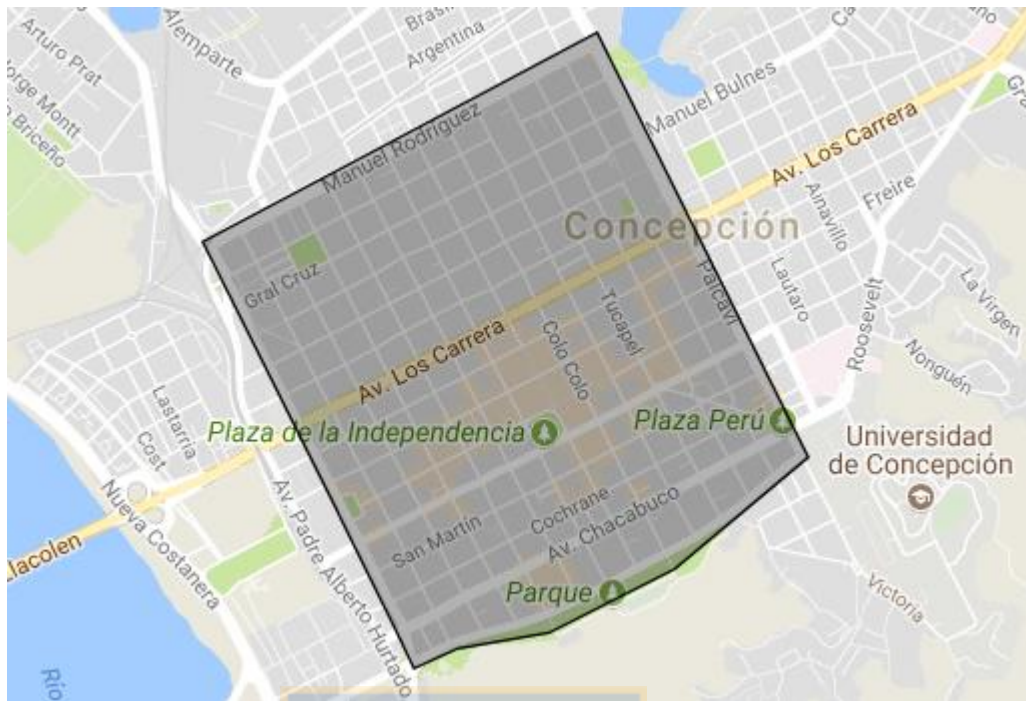 Arturo Prat
Alemparte
Brasil
Argentina
Jorge Montt
Briceño
Manuel Rodríguez
Manuel Bulnes
Av. Los Carrera
Ainavillo
Freire
Concepción
Gral Cruz
Paicaví
Lautaro
La Virgen
Tucapel
Colo Colo
Roosevelt
Nonguén
Av. Los Carrera
Lastarria
Cost
Plaza de la Independencia
Plaza Perú
Universidad
de Concepción
Nueva Costanera
Av. Padre Alberto Hurtado
San Martín
Cochrane
Av. Chacabuco
Llacolen
Parque
Victoria
Río